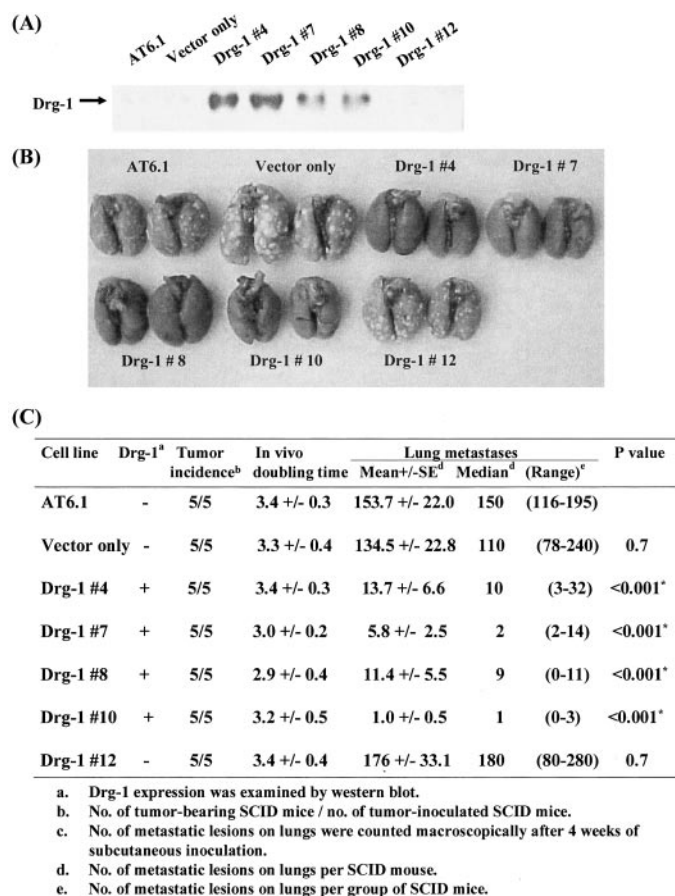 (A)
AT6.1 Vector only Drg-1 #4 Drg-1 #7 Drg-1 #8 Drg-1 #10 Drg-1 #12
Drg-1
(B)
AT6.1 Vector only Drg-1 #4 Drg-1 # 7
Drg-1 # 8 Drg-1 # 10 Drg-1 # 12
(C)
Cell line Drg-1a Tumor In vivo Lung metastases P value
incidenceb doubling time Mean+/-SEd Mediand (Range)e
AT6.1 - 5/5 3.4 +/- 0.3 153.7 +/- 22.0 150 (116-195)
Vector only - 5/5 3.3 +/- 0.4 134.5 +/- 22.8 110 (78-240) 0.7
Drg-1 #4 + 5/5 3.4 +/- 0.3 13.7 +/- 6.6 10 (3-32) <0.001*
Drg-1 #7 + 5/5 3.0 +/- 0.2 5.8 +/- 2.5 2 (2-14) <0.001*
Drg-1 #8 + 5/5 2.9 +/- 0.4 11.4 +/- 5.5 9 (0-11) <0.001*
Drg-1 #10 + 5/5 3.2 +/- 0.5 1.0 +/- 0.5 1 (0-3) <0.001*
Drg-1 #12 - 5/5 3.4 +/- 0.4 176 +/- 33.1 180 (80-280) 0.7
a. Drg-1 expression was examined by western blot.
b. No. of tumor-bearing SCID mice / no. of tumor-inoculated SCID mice.
c. No. of metastatic lesions on lungs were counted macroscopically after 4 weeks of
subcutaneous inoculation.
d. No. of metastatic lesions on lungs per SCID mouse.
e. No. of metastatic lesions on lungs per group of SCID mice.